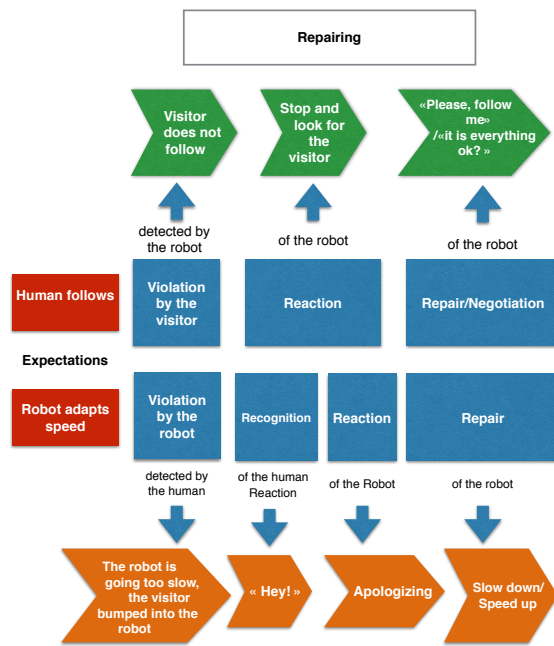 Repairing
Visitor
does not
follow
Stop and
look for
the
visitor
«Please, follow
me»
/«it is everything
ok? »
detected by
the robot
of the robot
of the robot
Human follows
Violation
by the
visitor
Reaction
Repair/Negotiation
Expectations
Robot adapts
speed
Violation
by the
robot
Recognition
Reaction
Repair
detected by
the human
of the human
Reaction
of the Robot
of the robot
The robot is
going too slow,
the visitor
bumped into the
robot
« Hey! »
Apologizing
Slow down/
Speed up